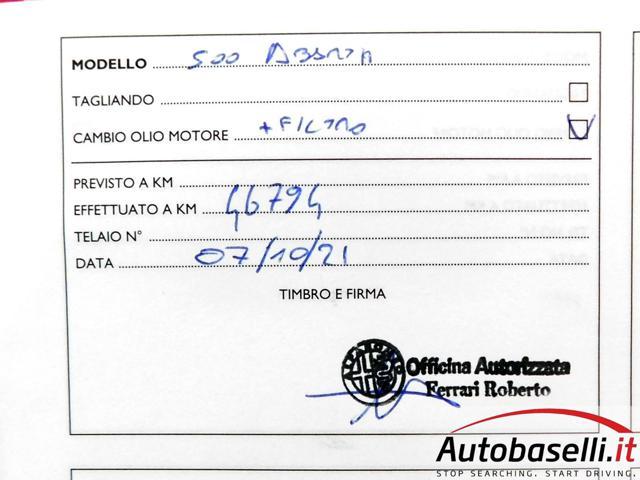 MODELLO 500 ABARTH
TAGLIANDO
CAMBIO OLIO MOTORE + FILTRO
PREVISTO A KM
EFFETTUATO A KM 46794
TELAIO N°
DATA 07/10/21
TIMBRO E FIRMA
Officina Autorizzata
Ferrari Roberto
Autobaselli.it
STOP SEARCHING. START DRIVING.